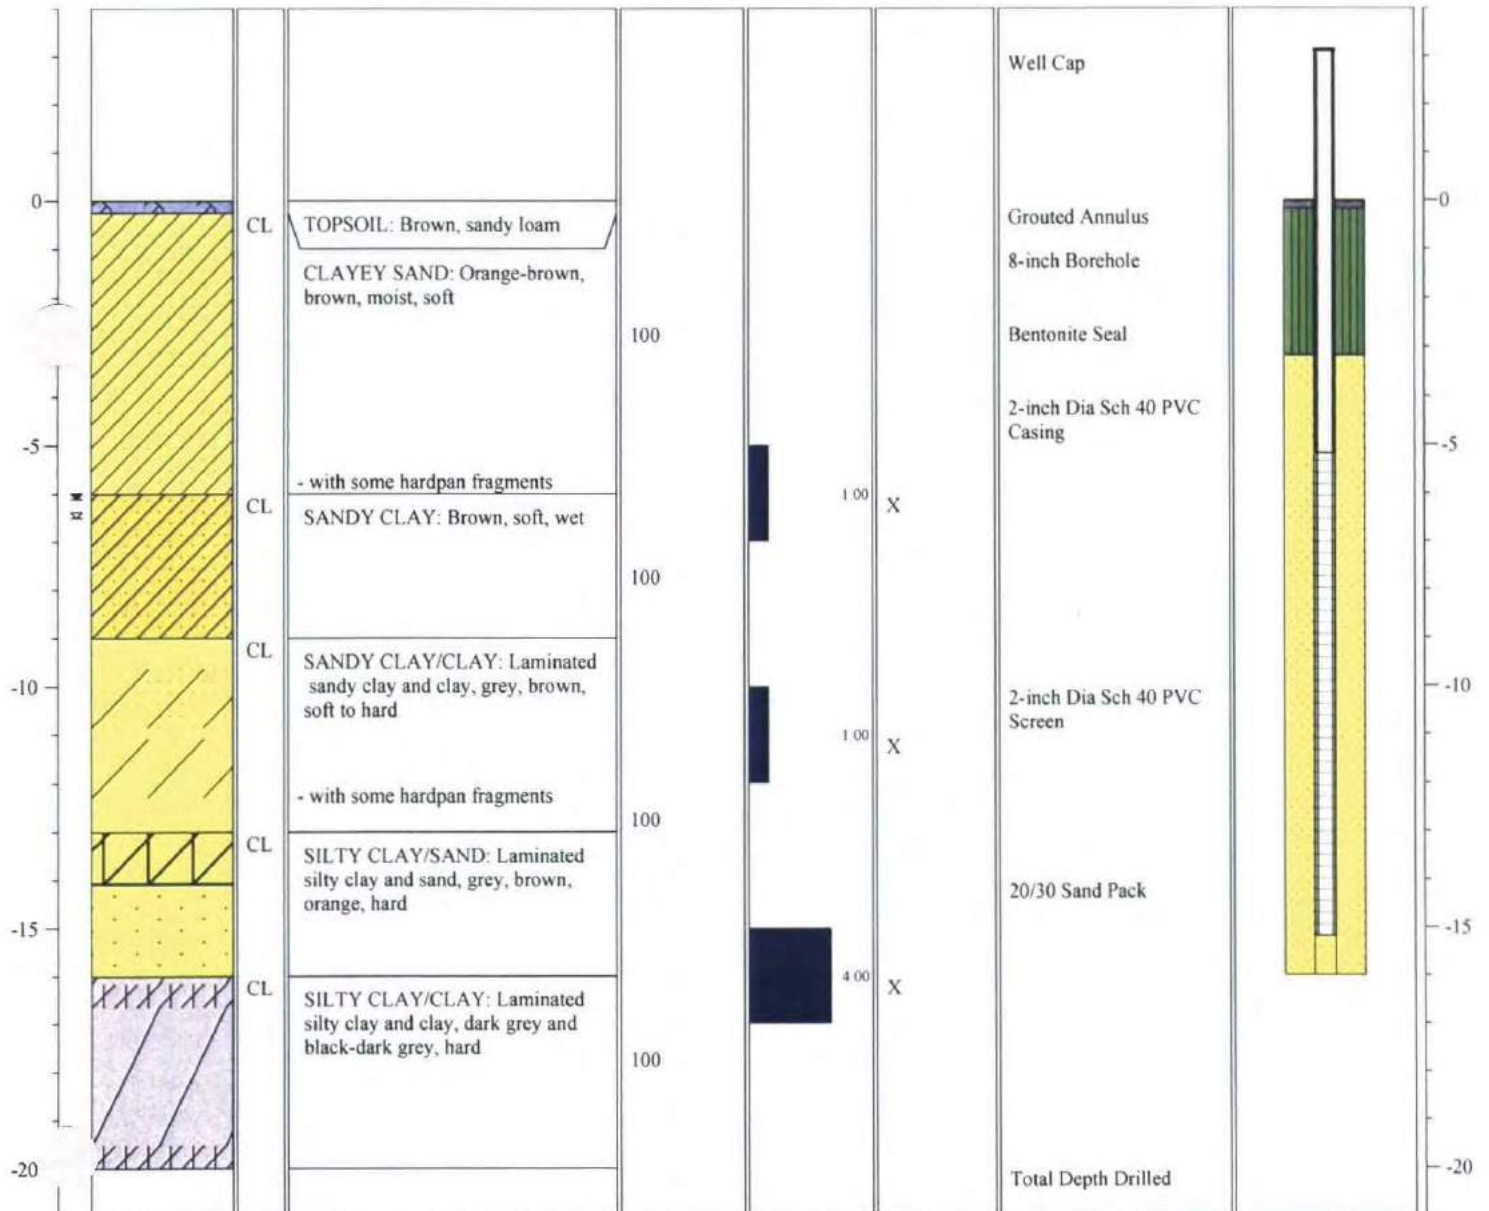 Well Cap
0
0
CL
TOPSOIL: Brown, sandy loam
Grouted Annulus
CLAYEY SAND: Orange-brown,
brown, moist, soft
8-inch Borehole
100
Bentonite Seal
2-inch Dia Sch 40 PVC
Casing
-5
-5
- with some hardpan fragments
1.00
X
CL
SANDY CLAY: Brown, soft, wet
100
CL
SANDY CLAY/CLAY: Laminated
sandy clay and clay, grey, brown,
soft to hard
-10
-10
2-inch Dia Sch 40 PVC
Screen
1.00
X
- with some hardpan fragments
100
CL
SILTY CLAY/SAND: Laminated
silty clay and sand, grey, brown,
orange, hard
20/30 Sand Pack
-15
-15
4.00
X
CL
SILTY CLAY/CLAY: Laminated
silty clay and clay, dark grey and
black-dark grey, hard
100
-20
-20
Total Depth Drilled